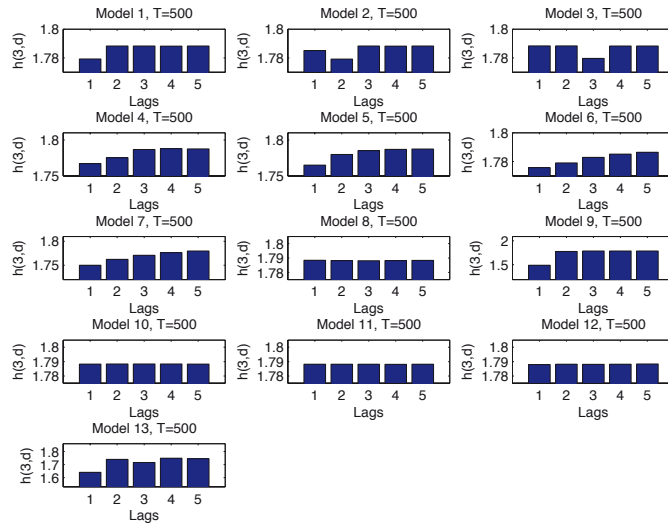 Model 1, T=500
h(3,d)
1.8
1.78
1 2 3 4 5
Lags
Model 2, T=500
h(3,d)
1.8
1.78
1 2 3 4 5
Lags
Model 3, T=500
h(3,d)
1.8
1.78
1 2 3 4 5
Lags
Model 4, T=500
h(3,d)
1.8
1.75
1 2 3 4 5
Lags
Model 5, T=500
h(3,d)
1.8
1.75
1 2 3 4 5
Lags
Model 6, T=500
h(3,d)
1.8
1.78
1 2 3 4 5
Lags
Model 7, T=500
h(3,d)
1.8
1.75
1 2 3 4 5
Lags
Model 8, T=500
h(3,d)
1.8
1.79
1.78
1 2 3 4 5
Lags
Model 9, T=500
h(3,d)
2
1.5
1 2 3 4 5
Lags
Model 10, T=500
h(3,d)
1.8
1.79
1.78
1 2 3 4 5
Lags
Model 11, T=500
h(3,d)
1.8
1.79
1.78
1 2 3 4 5
Lags
Model 12, T=500
h(3,d)
1.8
1.79
1.78
1 2 3 4 5
Lags
Model 13, T=500
h(3,d)
1.8
1.7
1.6
1 2 3 4 5
Lags